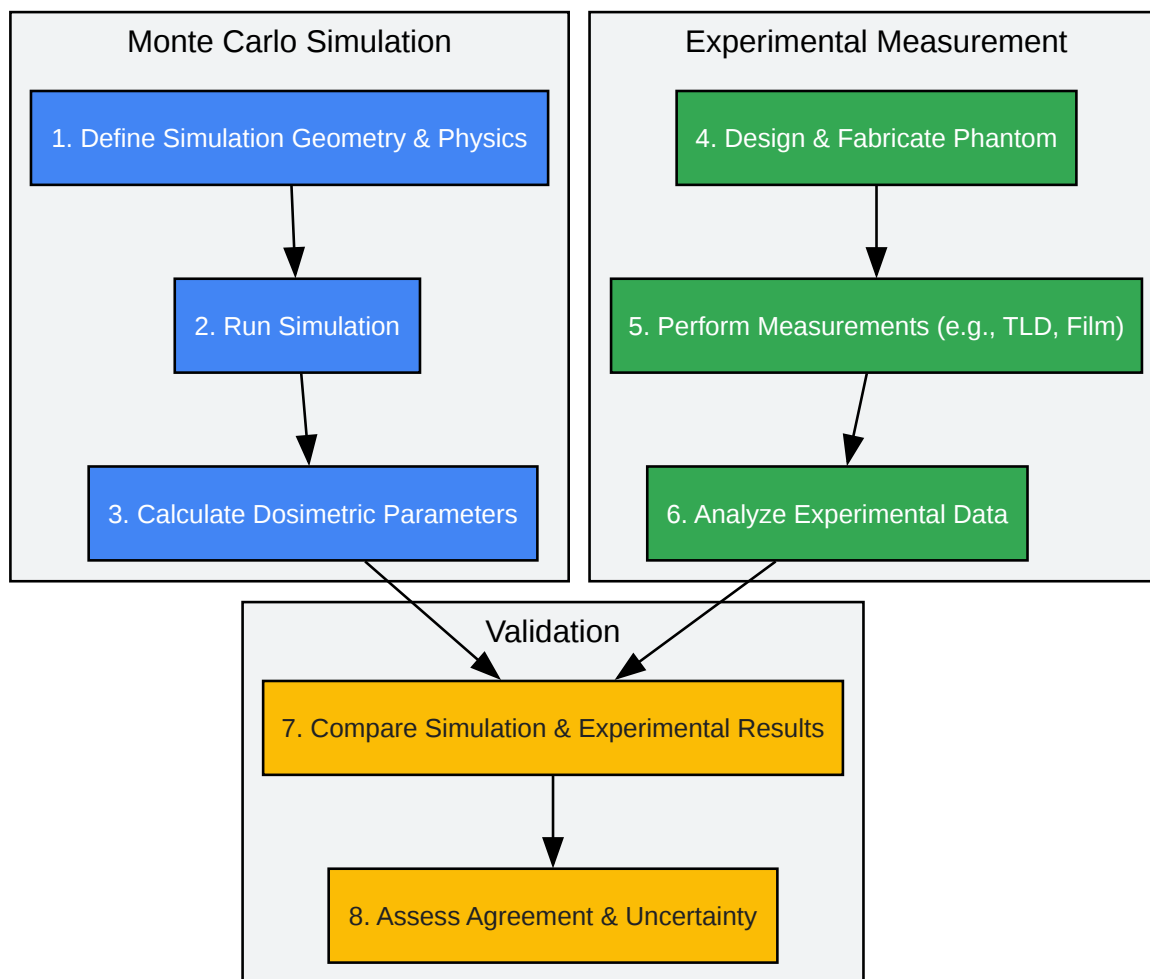 Monte Carlo Simulation
1. Define Simulation Geometry & Physics
2. Run Simulation
3. Calculate Dosimetric Parameters
Experimental Measurement
4. Design & Fabricate Phantom
5. Perform Measurements (e.g., TLD, Film)
6. Analyze Experimental Data
Validation
7. Compare Simulation & Experimental Results
8. Assess Agreement & Uncertainty